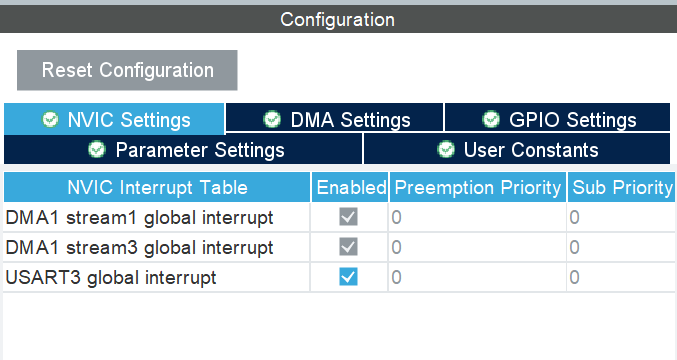 Configuration
Reset Configuration
NVIC Settings DMA Settings GPIO Settings
Parameter Settings User Constants
NVIC Interrupt Table Enabled Preemption Priority Sub Priority
DMA1 stream1 global interrupt 0 0
DMA1 stream3 global interrupt 0 0
USART3 global interrupt 0 0